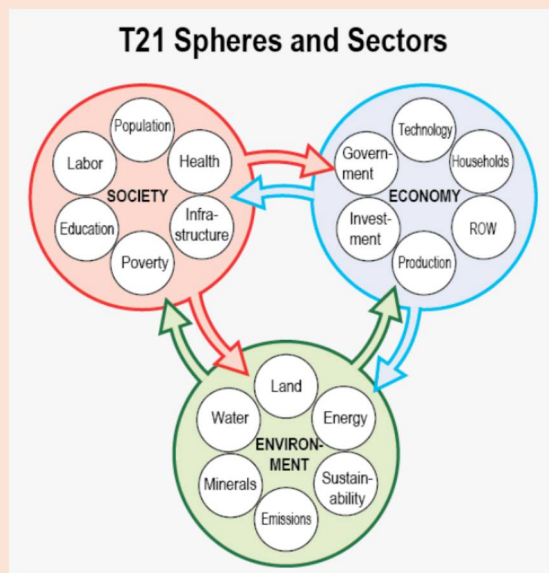 T21 Spheres and Sectors
Population
Labor
Health
SOCIETY
Education
Infra-
structure
Poverty
Technology
Govern-
ment
Households
ECONOMY
Invest-
ment
ROW
Production
Land
Water
Energy
ENVIRON-
MENT
Minerals
Sustain-
ability
Emissions